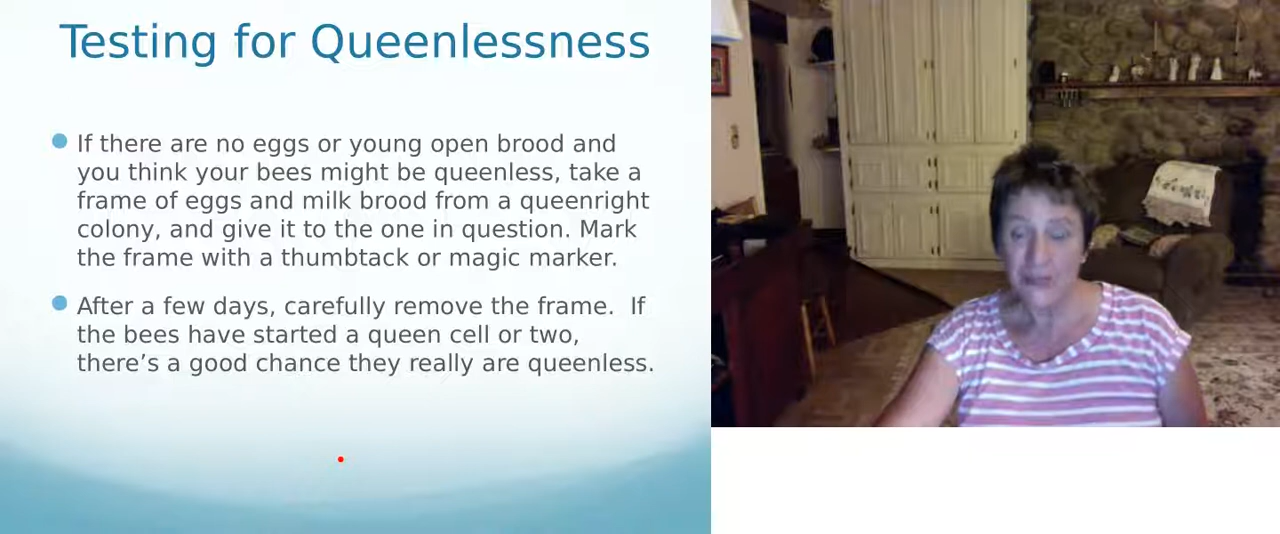 Testing for Queenlessness
If there are no eggs or young open brood and
you think your bees might be queenless, take a
frame of eggs and milk brood from a queenright
colony, and give it to the one in question. Mark
the frame with a thumbtack or magic marker.
After a few days, carefully remove the frame.  If
the bees have started a queen cell or two,
there’s a good chance they really are queenless.